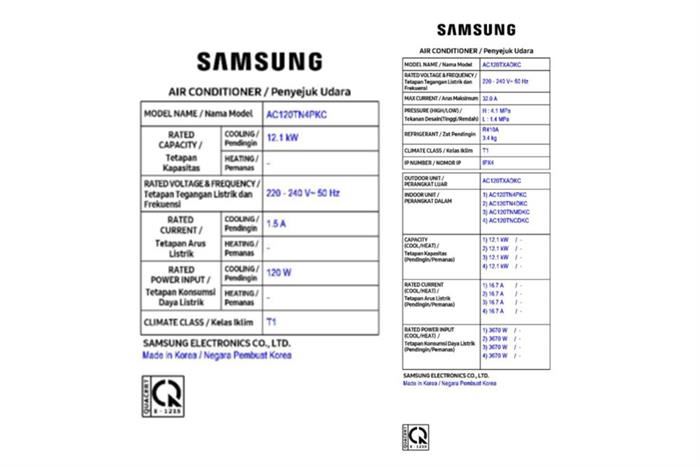 SAMSUNG
AIR CONDITIONER / Penyejuk Udara
MODEL NAME / Nama Model AC120TN4PKC
RATED CAPACITY / Tetapan Kapasitas
COOLING / Pendingin 12.1 kW
HEATING / Pemanas -
RATED VOLTAGE & FREQUENCY / Tetapan Tegangan Listrik dan Frekuensi 220 - 240 V~ 50 Hz
RATED CURRENT / Tetapan Arus Listrik
COOLING / Pendingin 1.5 A
HEATING / Pemanas -
RATED POWER INPUT / Tetapan Konsumsi Daya Listrik
COOLING / Pendingin 120 W
HEATING / Pemanas -
CLIMATE CLASS / Kelas Iklim T1
SAMSUNG ELECTRONICS CO., LTD.
Made in Korea / Negara Pembuat Korea
QUACERT
E - 1215
SAMSUNG
AIR CONDITIONER / Penyejuk Udara
MODEL NAME / Nama Model AC120TXADKC
RATED VOLTAGE & FREQUENCY / Tetapan Tegangan Listrik dan Frekuensi 220 - 240 V~ 50 Hz
MAX CURRENT / Arus Maksimum 32.0 A
PRESSURE (HIGH/LOW) / Tekanan Desain(Tinggi/Rendah) H : 4.1 MPa
L : 1.4 MPa
REFRIGERANT / Zat Pendingin R410A
3.4 kg
CLIMATE CLASS / Kelas Iklim T1
IP NUMBER / NOMOR IP IPX4
OUTDOOR UNIT / PERANGKAT LUAR AC120TXADKC
INDOOR UNIT / PERANGKAT DALAM
1) AC120TN4PKC
2) AC120TN4DKC
3) AC120TNMDKC
4) AC120TNCDKC
CAPACITY (COOL/HEAT) / Tetapan Kapasitas (Pendingin/Pemanas)
1) 12.1 kW / -
2) 12.1 kW / -
3) 12.1 kW / -
4) 12.1 kW / -
RATED CURRENT (COOL/HEAT) / Tetapan Arus Listrik (Pendingin/Pemanas)
1) 16.7 A / -
2) 16.7 A / -
3) 16.7 A / -
4) 16.7 A / -
RATED POWER INPUT (COOL/HEAT) / Tetapan Konsumsi Daya Listrik (Pendingin/Pemanas)
1) 3670 W / -
2) 3670 W / -
3) 3670 W / -
4) 3670 W / -
SAMSUNG ELECTRONICS CO., LTD.
Made in Korea / Negara Pembuat Korea
QUACERT